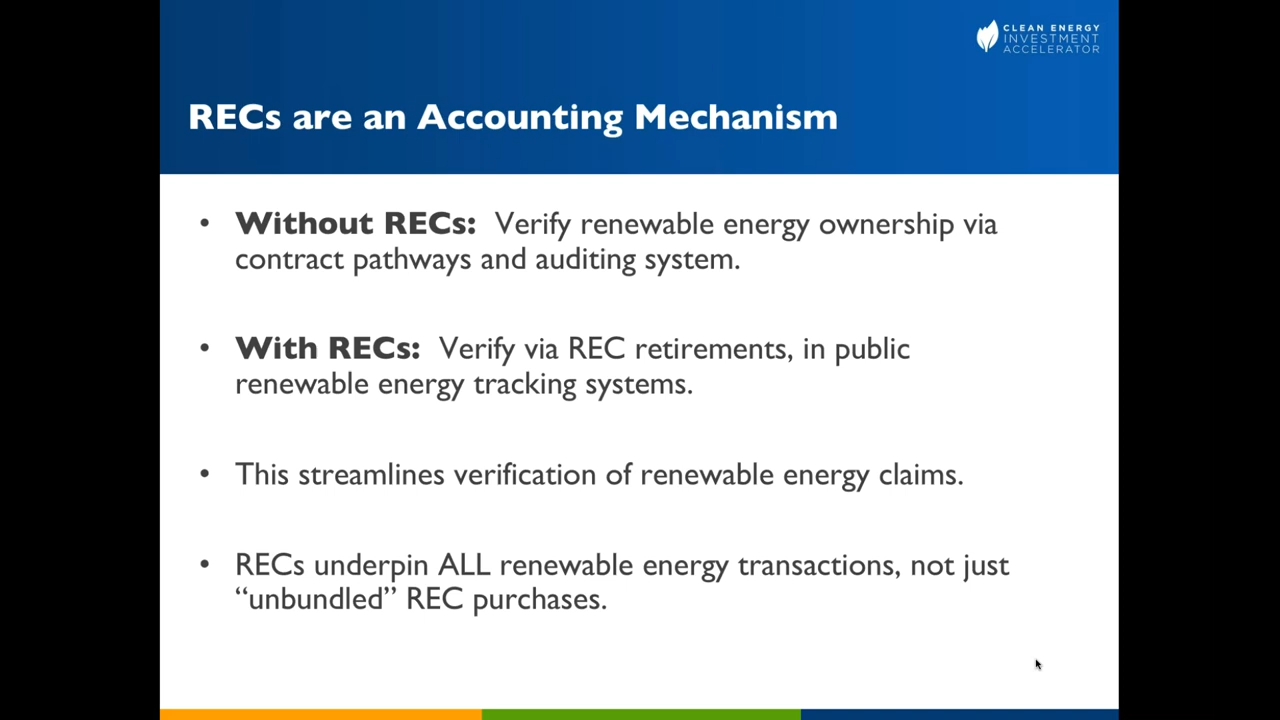 CLEAN ENERGY
INVESTMENT
ACCELERATOR
RECs are an Accounting Mechanism
• Without RECs: Verify renewable energy ownership via
contract pathways and auditing system.
• With RECs: Verify via REC retirements, in public
renewable energy tracking systems.
• This streamlines verification of renewable energy claims.
• RECs underpin ALL renewable energy transactions, not just
“unbundled” REC purchases.